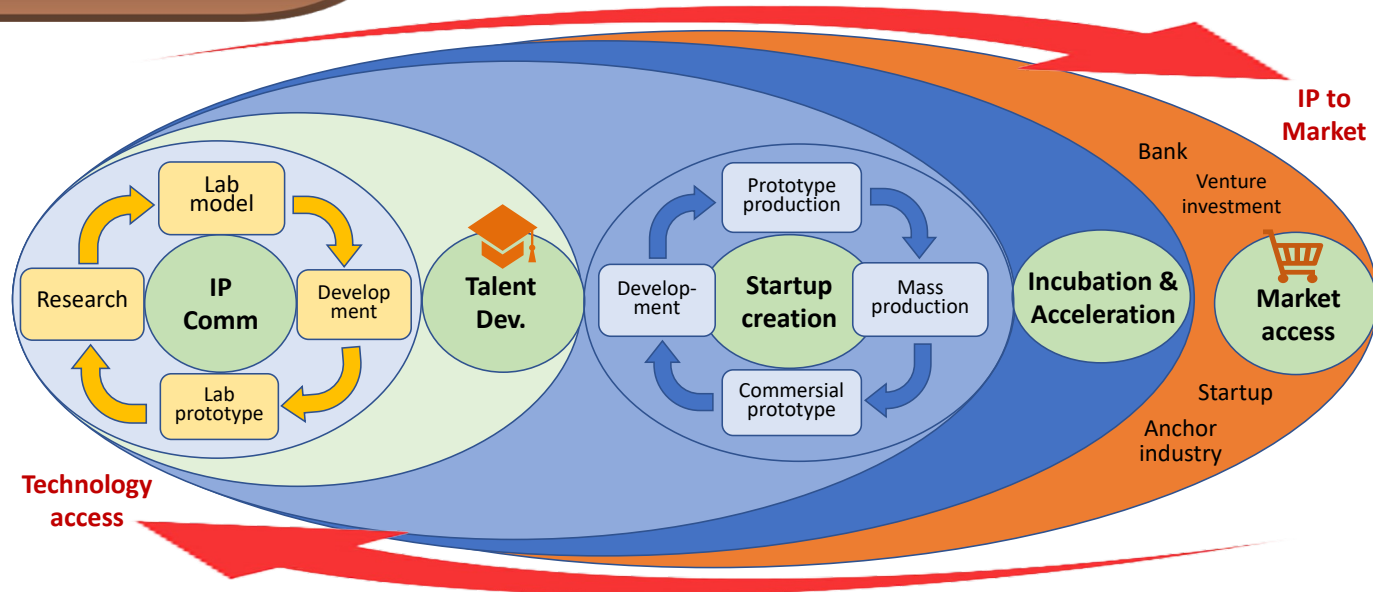 IP to
Market
Bank
Venture
investment
Lab
model
Research
IP
Comm
Develop
ment
Lab
prototype
Talent
Dev.
Prototype
production
Develop-
ment
Startup
creation
Mass
production
Commersial
prototype
Incubation &
Acceleration
Market
access
Startup
Anchor
industry
Technology
access